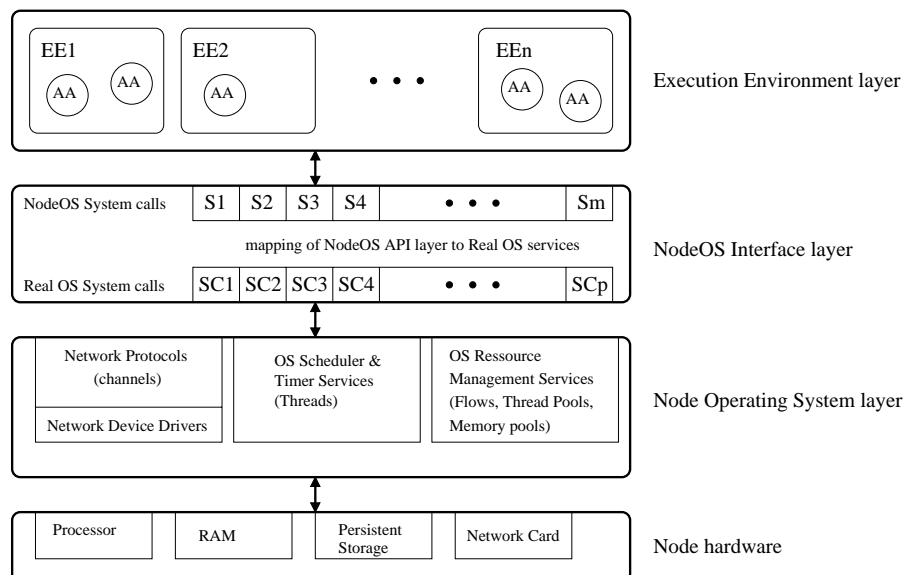 EE1
EE2
EEn
AA
AA
AA
AA
AA
Execution Environment layer
NodeOS System calls
S1 S2 S3 S4 Sm
mapping of NodeOS API layer to Real OS services
NodeOS Interface layer
Real OS System calls
SC1 SC2 SC3 SC4 SCp
Network Protocols
(channels)
Network Device Drivers
OS Scheduler &
Timer Services
(Threads)
OS Ressource
Management Services
(Flows, Thread Pools,
Memory pools)
Node Operating System layer
Processor
RAM
Persistent
Storage
Network Card
Node hardware